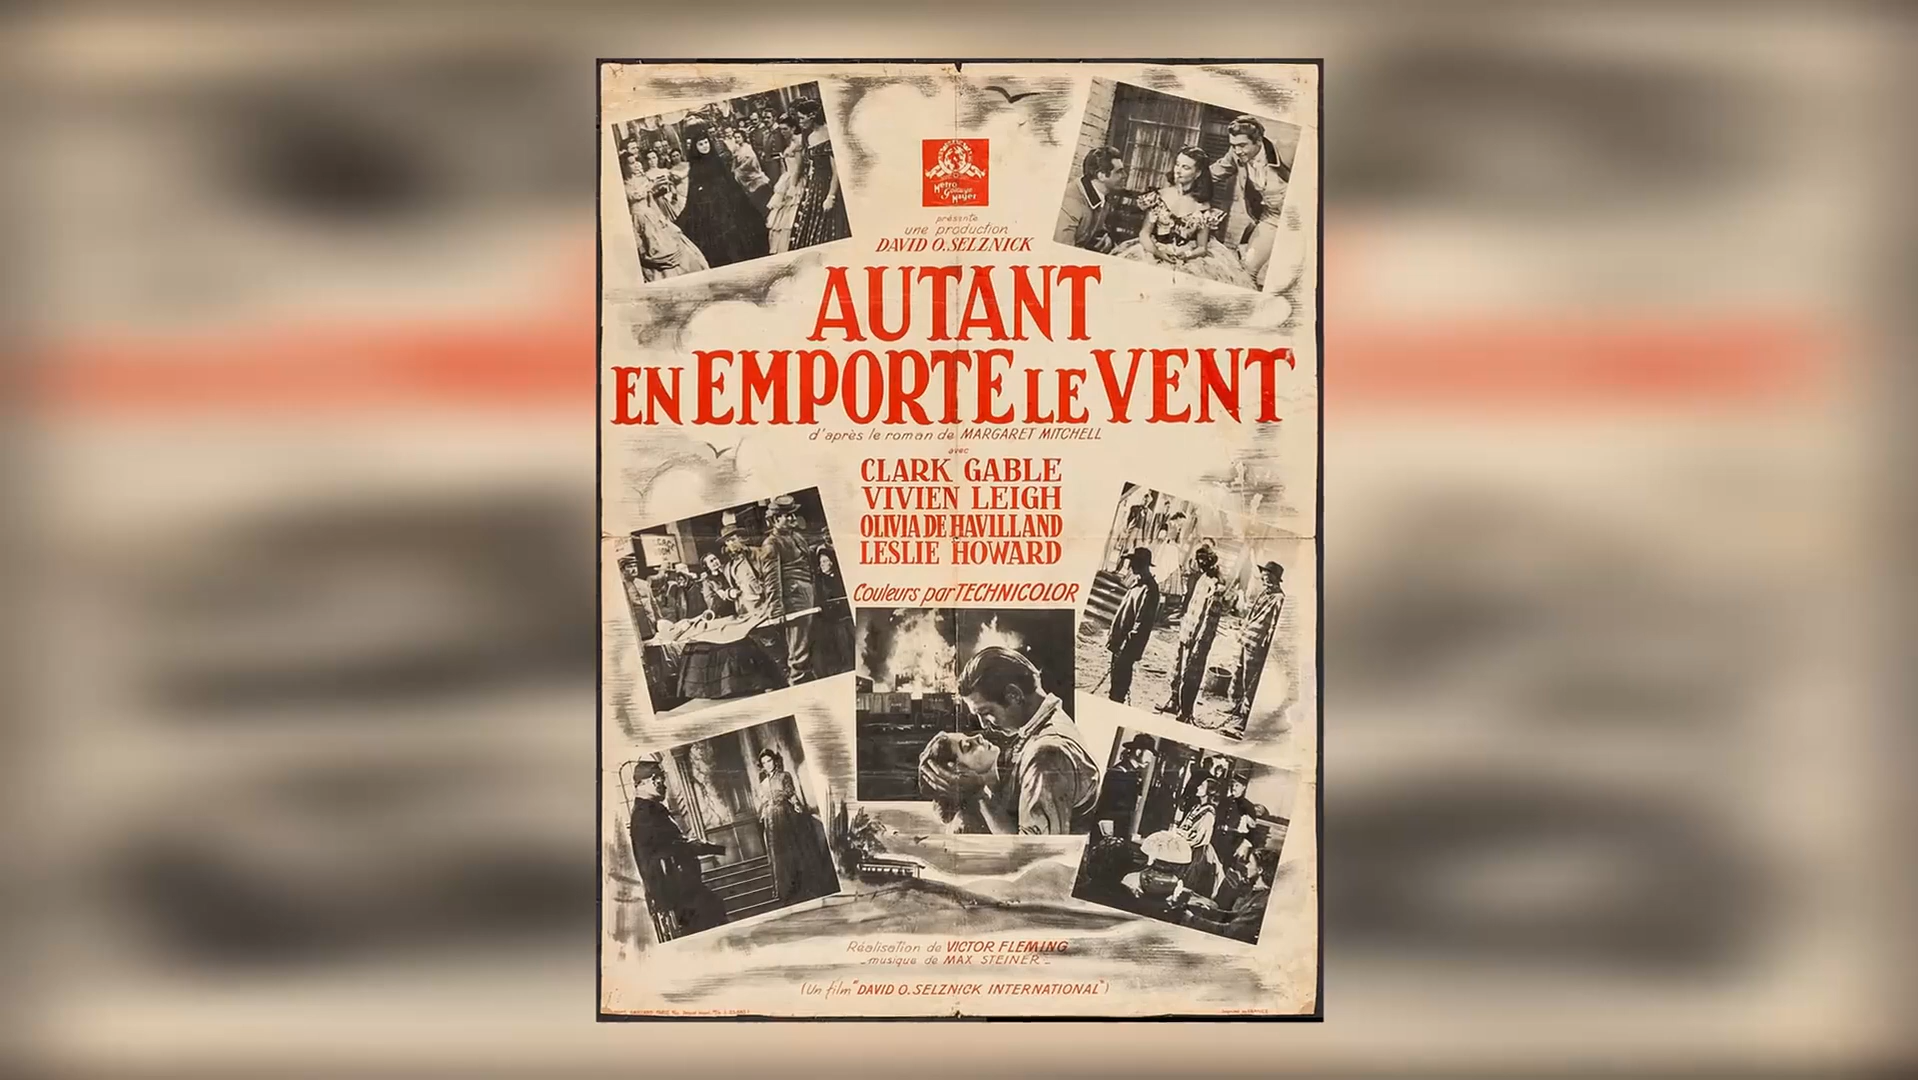 Metro
Goldwyn
Mayer
présente
une production
DAVID O. SELZNICK
AUTANT
EN EMPORTE LE VENT
d'après le roman de MARGARET MITCHELL
avec
CLARK GABLE
VIVIEN LEIGH
OLIVIA DE HAVILLAND
LESLIE HOWARD
Couleurs par TECHNICOLOR
Réalisation de VICTOR FLEMING
_musique de MAX STEINER_
(Un film "DAVID O. SELZNICK INTERNATIONAL")